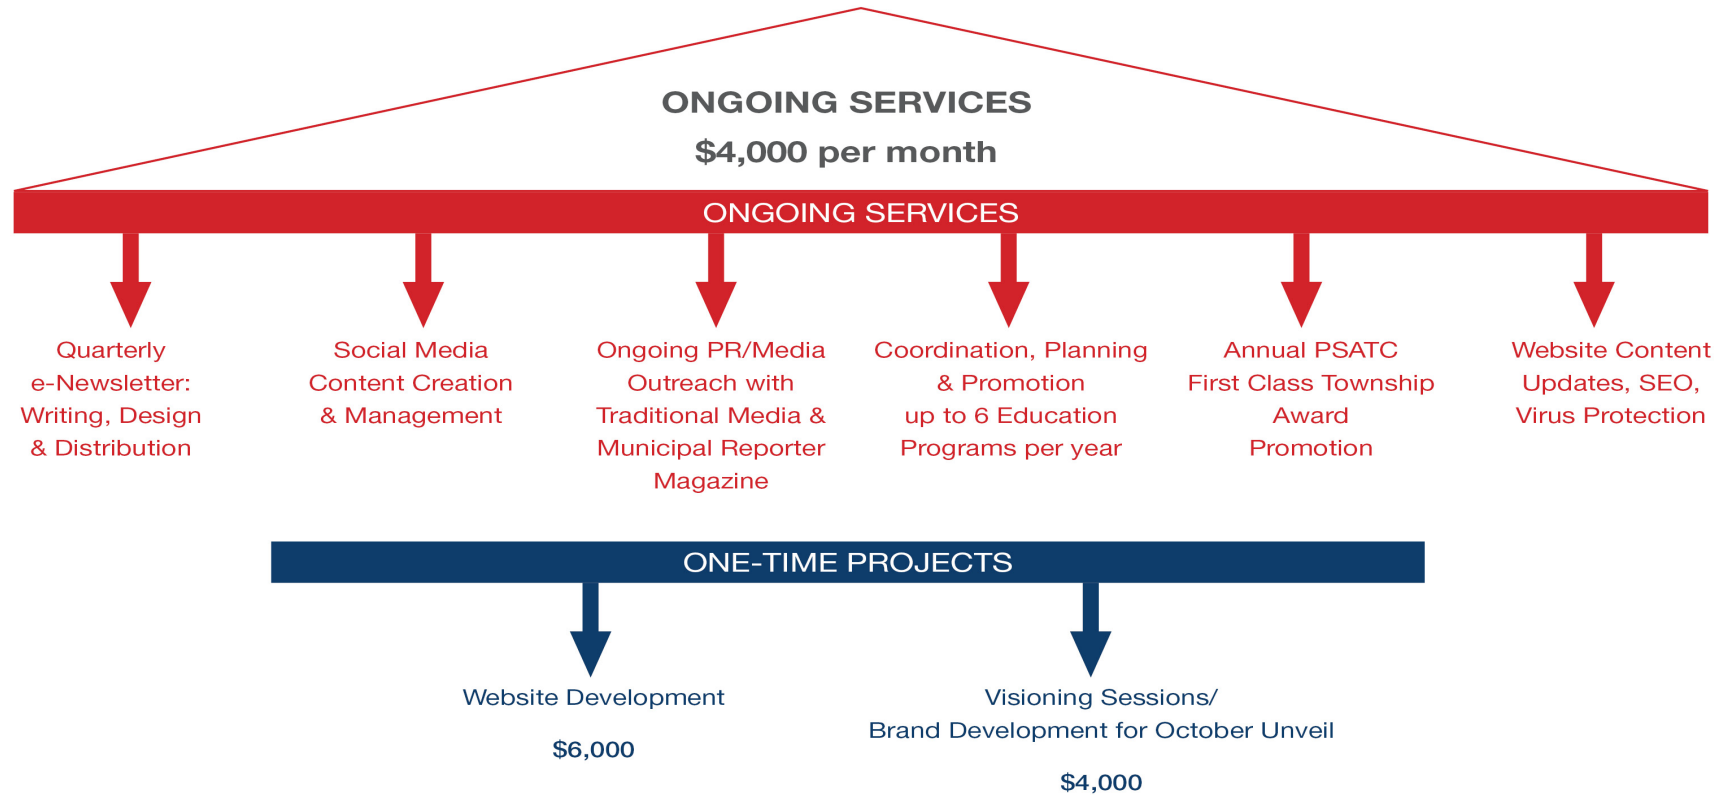 ONGOING SERVICES
$4,000 per month
ONGOING SERVICES
Quarterly
e-Newsletter:
Writing, Design
& Distribution
Social Media
Content Creation
& Management
Ongoing PR/Media
Outreach with
Traditional Media &
Municipal Reporter
Magazine
Coordination, Planning
& Promotion
up to 6 Education
Programs per year
Annual PSATC
First Class Township
Award
Promotion
Website Content
Updates, SEO,
Virus Protection
ONE-TIME PROJECTS
Website Development
$6,000
Visioning Sessions/
Brand Development for October Unveil
$4,000